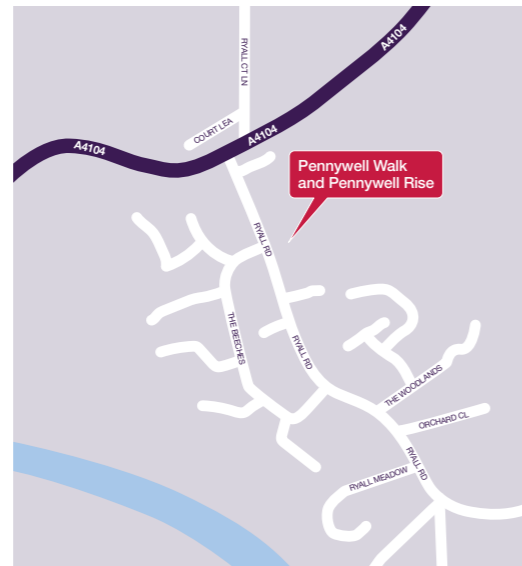 RYALL CT LN
A4104
COURT LEA
A4104
A4104
Pennywell Walk
and Pennywell Rise
RYALL RD
THE BEECHES
RYALL RD
THE WOODLANDS
ORCHARD CL
RYALL RD
RYALL MEADOW